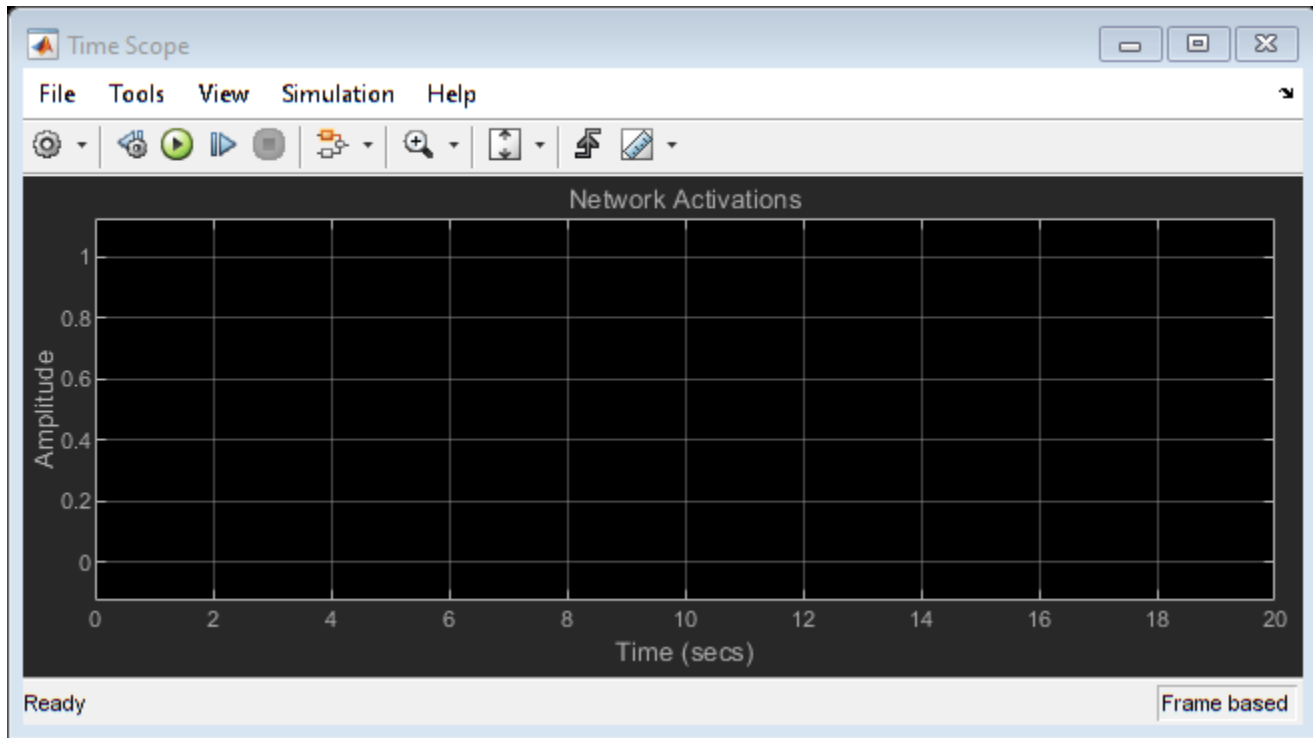 Time Scope
File Tools View Simulation Help
Network Activations
1
0.8
0.6
0.4
0.2
0
Amplitude
0 2 4 6 8 10 12 14 16 18 20
Time (secs)
Ready Frame based